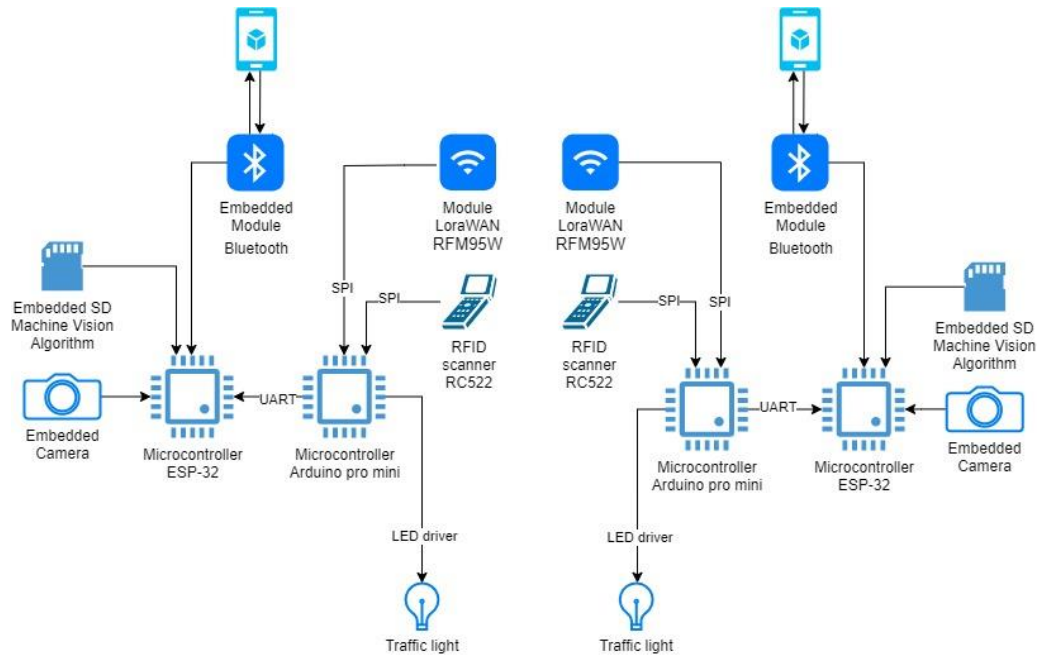 Embedded
Module
Bluetooth
Module
LoraWAN
RFM95W
Module
LoraWAN
RFM95W
Embedded
Module
Bluetooth
SPI
SPI
SPI
SPI
Embedded SD
Machine Vision
Algorithm
RFID
scanner
RC522
RFID
scanner
RC522
Embedded SD
Machine Vision
Algorithm
UART
UART
Embedded
Camera
Microcontroller
ESP-32
Microcontroller
Arduino pro mini
Microcontroller
Arduino pro mini
Microcontroller
ESP-32
Embedded
Camera
LED driver
LED driver
Traffic light
Traffic light